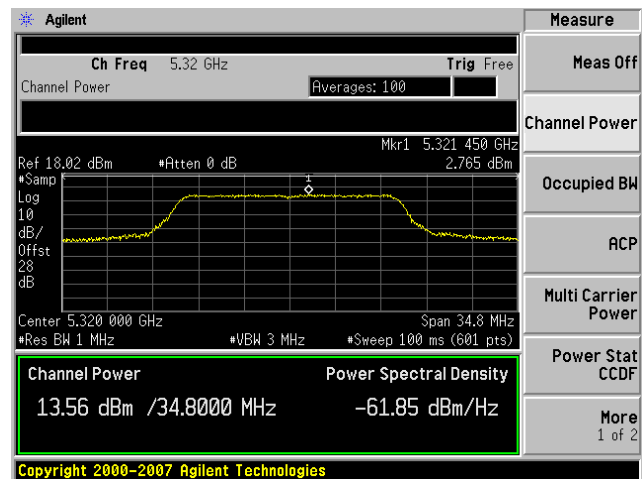 Agilent
Measure
Ch Freq 5.32 GHz Trig Free
Meas Off
Channel Power Averages: 100
Channel Power
Mkr1 5.321 450 GHz
Ref 18.02 dBm #Atten 0 dB 2.765 dBm
#Samp
1
Occupied BW
Log
10
dB/
Offst
28
dB
ACP
Multi Carrier
Power
Center 5.320 000 GHz Span 34.8 MHz
#Res BW 1 MHz #VBW 3 MHz #Sweep 100 ms (601 pts)
Power Stat
CCDF
Channel Power Power Spectral Density
13.56 dBm /34.8000 MHz -61.85 dBm/Hz
More
1 of 2
Copyright 2000-2007 Agilent Technologies